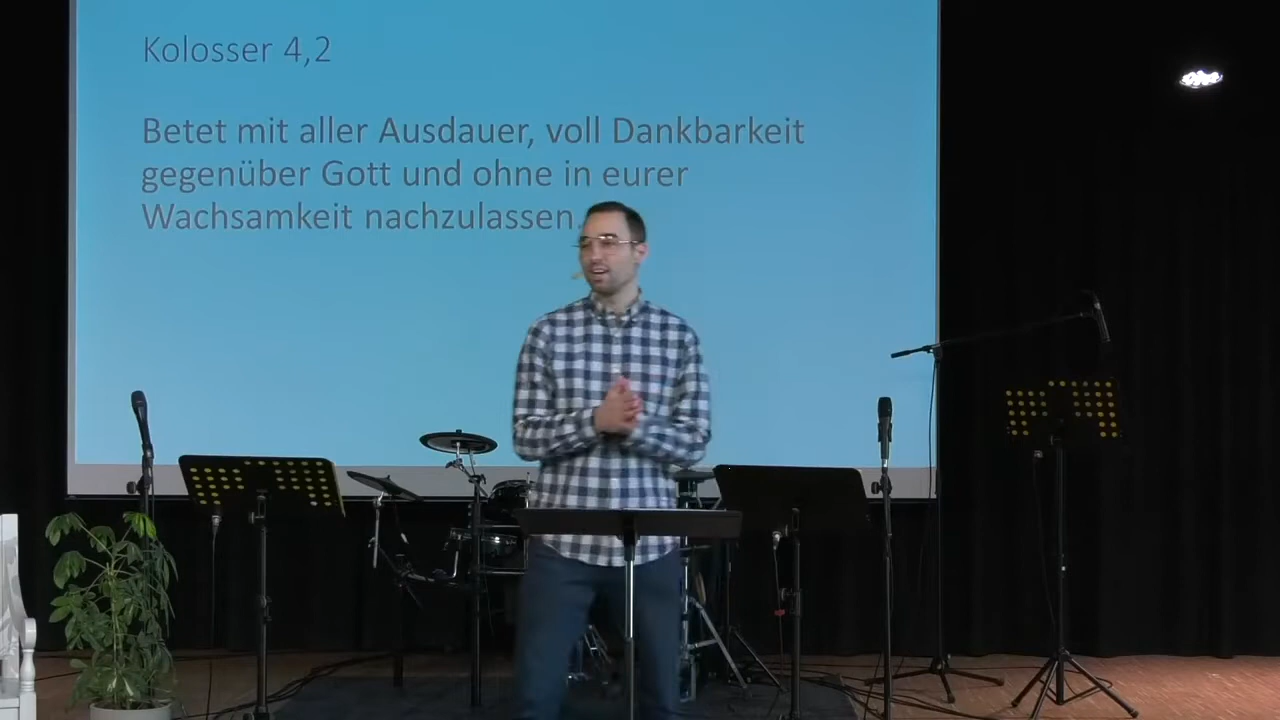 Kolosser 4,2
Betet mit aller Ausdauer, voll Dankbarkeit
gegenüber Gott und ohne in eurer
Wachsamkeit nachzulassen.